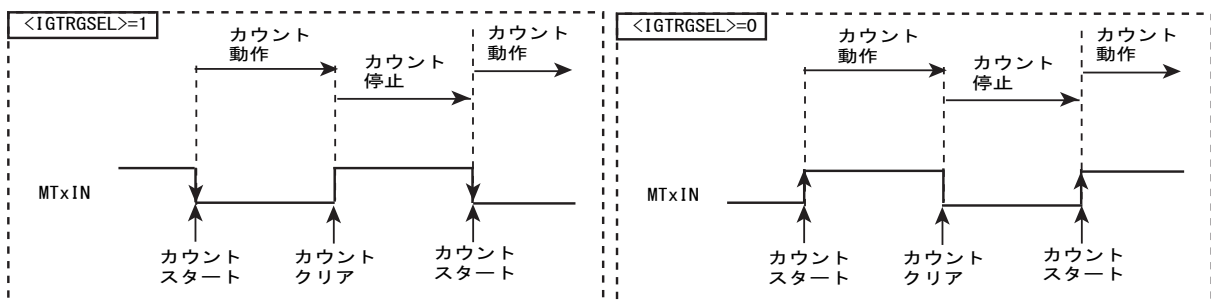 <IGTRGSEL>=1
カウント
動作
カウント
停止
カウント
動作
MTxIN
カウント
スタート
カウント
クリア
カウント
スタート
<IGTRGSEL>=0
カウント
動作
カウント
停止
カウント
動作
MTxIN
カウント
スタート
カウント
クリア
カウント
スタート